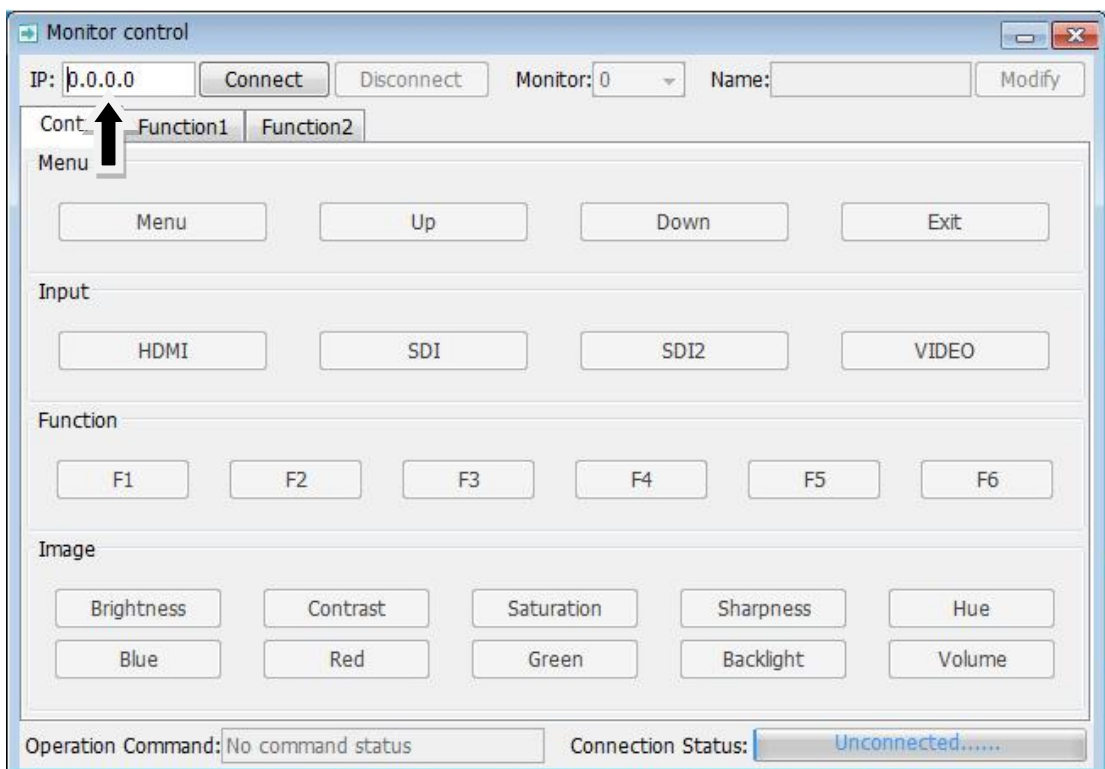 Monitor control
IP: 0.0.0.0 Connect Disconnect Monitor: 0 Name: Modify
Cont Function1 Function2
Menu
Menu Up Down Exit
Input
HDMI SDI SDI2 VIDEO
Function
F1 F2 F3 F4 F5 F6
Image
Brightness Contrast Saturation Sharpness Hue
Blue Red Green Backlight Volume
Operation Command: No command status Connection Status: Unconnected......